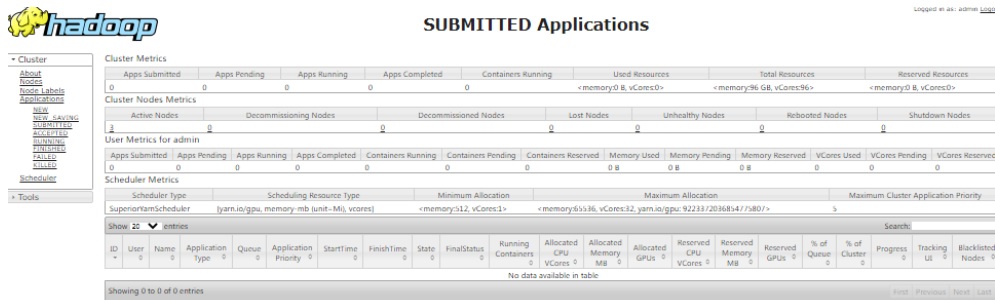 Logged in as: admin Logo
hadoop
SUBMITTED Applications
Cluster
About
Nodes
Node Labels
Applications
NEW
NEW_SAVING
SUBMITTED
ACCEPTED
RUNNING
FINISHED
FAILED
KILLED
Scheduler
Tools
Cluster Metrics
Apps Submitted Apps Pending Apps Running Apps Completed Containers Running Used Resources Total Resources Reserved Resources
0 0 0 0 0 <memory:0 B, vCores:0> <memory:96 GB, vCores:96> <memory:0 B, vCores:0>
Cluster Nodes Metrics
Active Nodes Decommissioning Nodes Decommissioned Nodes Lost Nodes Unhealthy Nodes Rebooted Nodes Shutdown Nodes
3 0 0 0 0 0 0
User Metrics for admin
Apps Submitted Apps Pending Apps Running Apps Completed Containers Running Containers Pending Containers Reserved Memory Used Memory Pending Memory Reserved VCores Used VCores Pending VCores Reserved
0 0 0 0 0 0 0 0 B 0 B 0 B 0 0 0
Scheduler Metrics
Scheduler Type Scheduling Resource Type Minimum Allocation Maximum Allocation Maximum Cluster Application Priority
SuperiorYarnScheduler [yarn.io/gpu, memory-mb (unit=Mi), vcores] <memory:512, vCores:1> <memory:65536, vCores:32, yarn.io/gpu: 9223372036854775807> 5
Show 20 entries Search:
ID User Name Application Type Queue Application Priority StartTime FinishTime State FinalStatus Running Containers Allocated CPU VCores Allocated Memory MB Allocated GPUs Reserved CPU VCores Reserved Memory MB Reserved GPUs % of Queue % of Cluster Progress Tracking UI Blacklisted Nodes
No data available in table
Showing 0 to 0 of 0 entries First Previous Next Last